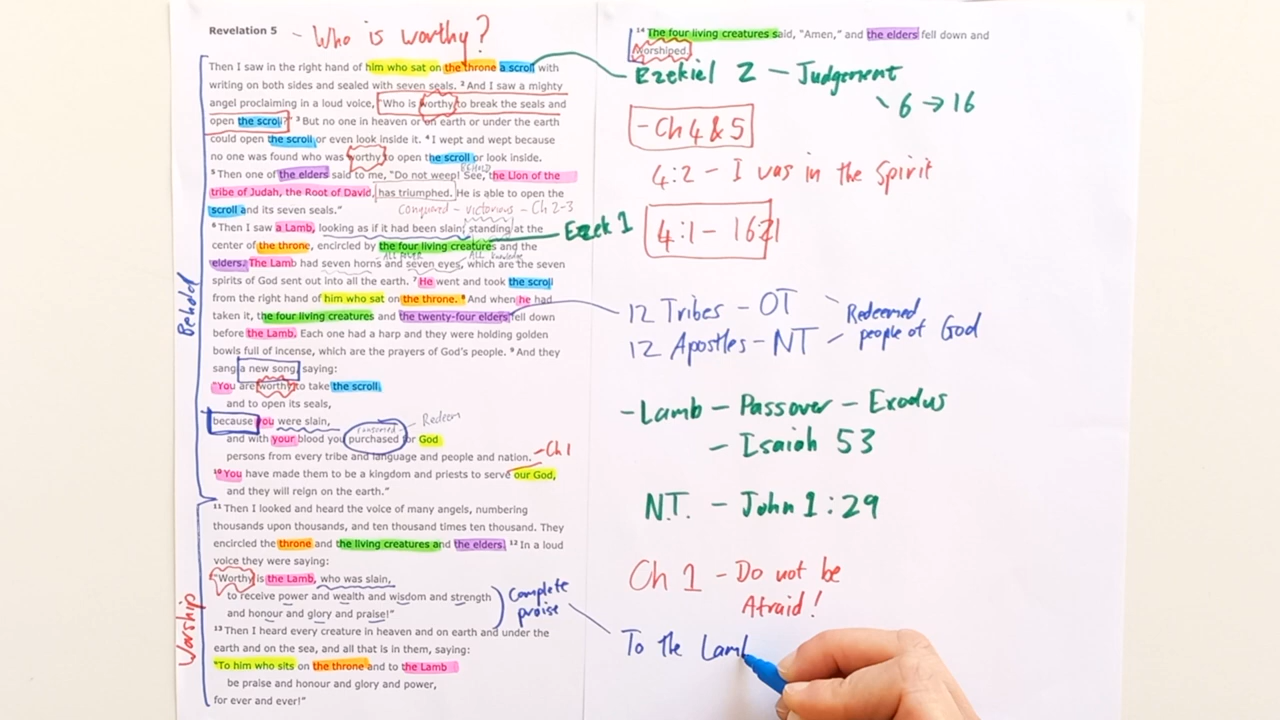 Revelation 5 - Who is worthy?
Then I saw in the right hand of him who sat on the throne a scroll with
writing on both sides and sealed with seven seals. 2 And I saw a mighty
angel proclaiming in a loud voice, "Who is worthy to break the seals and
open the scroll?" 3 But no one in heaven or on earth or under the earth
could open the scroll or even look inside it. 4 I wept and wept because
no one was found who was worthy to open the scroll or look inside.
BEHOLD
5 Then one of the elders said to me, "Do not weep! See, the Lion of the
tribe of Judah, the Root of David, has triumphed. He is able to open the
scroll and its seven seals."
Conquered - victorious - Ch 2-3
6 Then I saw a Lamb, looking as if it had been slain, standing at the
center of the throne, encircled by the four living creatures and the
ALL POWER ALL Knowledge
elders. The Lamb had seven horns and seven eyes, which are the seven
spirits of God sent out into all the earth. 7 He went and took the scroll
from the right hand of him who sat on the throne. 8 And when he had
taken it, the four living creatures and the twenty-four elders fell down
before the Lamb. Each one had a harp and they were holding golden
bowls full of incense, which are the prayers of God's people. 9 And they
sang a new song, saying:
"You are worthy to take the scroll
and to open its seals,
because you were slain,
Redeem
and with your blood you purchased for God
persons from every tribe and language and people and nation. - Ch 1
10 You have made them to be a kingdom and priests to serve our God,
and they will reign on the earth."
11 Then I looked and heard the voice of many angels, numbering
thousands upon thousands, and ten thousand times ten thousand. They
encircled the throne and the living creatures and the elders. 12 In a loud
voice they were saying:
"Worthy is the Lamb, who was slain,
to receive power and wealth and wisdom and strength
and honour and glory and praise!"
Complete
praise
13 Then I heard every creature in heaven and on earth and under the
earth and on the sea, and all that is in them, saying:
"To him who sits on the throne and to the Lamb
be praise and honour and glory and power,
for ever and ever!"
Behold
Worship
14 The four living creatures said, "Amen," and the elders fell down and
worshiped.
Ezekiel 2 - Judgement
6 → 16
- Ch 4 & 5
4:2 - I was in the Spirit
Ezek 1
4:1 - 16:21
12 Tribes - OT
12 Apostles - NT
Redeemed
people of God
- Lamb - Passover - Exodus
- Isaiah 53
N.T. - John 1:29
Ch 1 - Do not be
Afraid!
To the Lamb